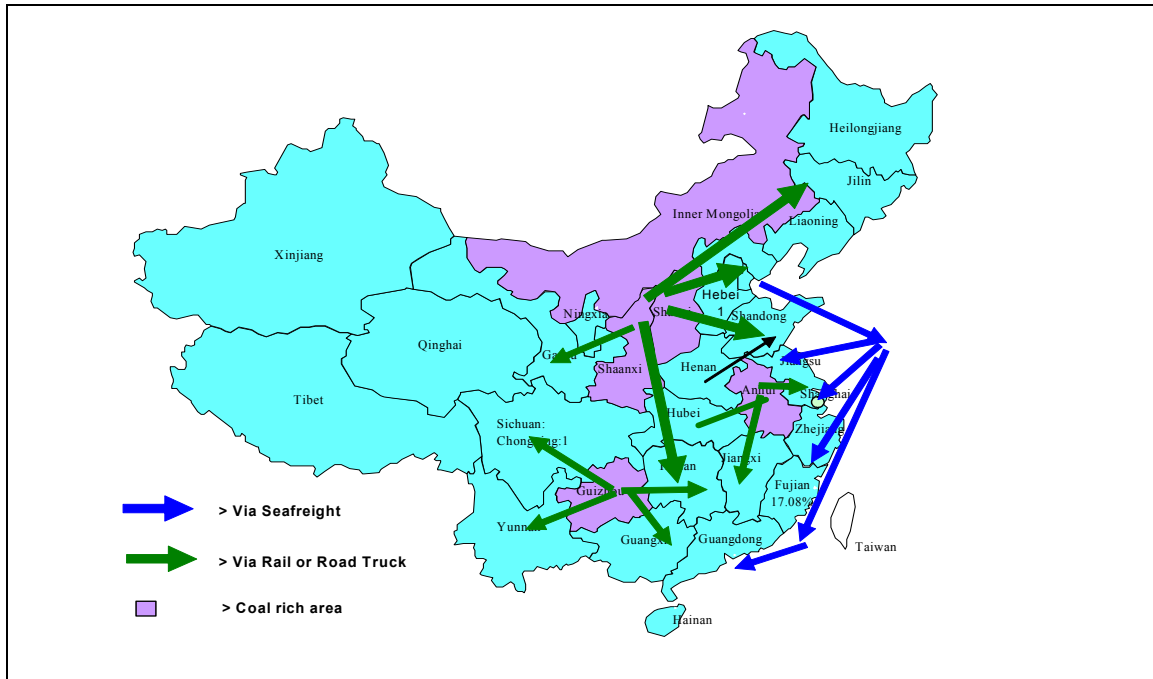 Heilongjiang
Jilin
Inner Mongolia
Liaoning
Xinjiang
Hebei
1
Ningxia
Shandong
Qinghai
Jiangsu
Henan
Shaanxi
Tibet
Anhui
Shanghai
Hubei
Sichuan:
Chongqing:1
Zhejiang
Jiangxi
Fujian
17.08%
Guizhou
Yunnan
Guangxi
Guangdong
Taiwan
Hainan
> Via Seafreight
> Via Rail or Road Truck
> Coal rich area